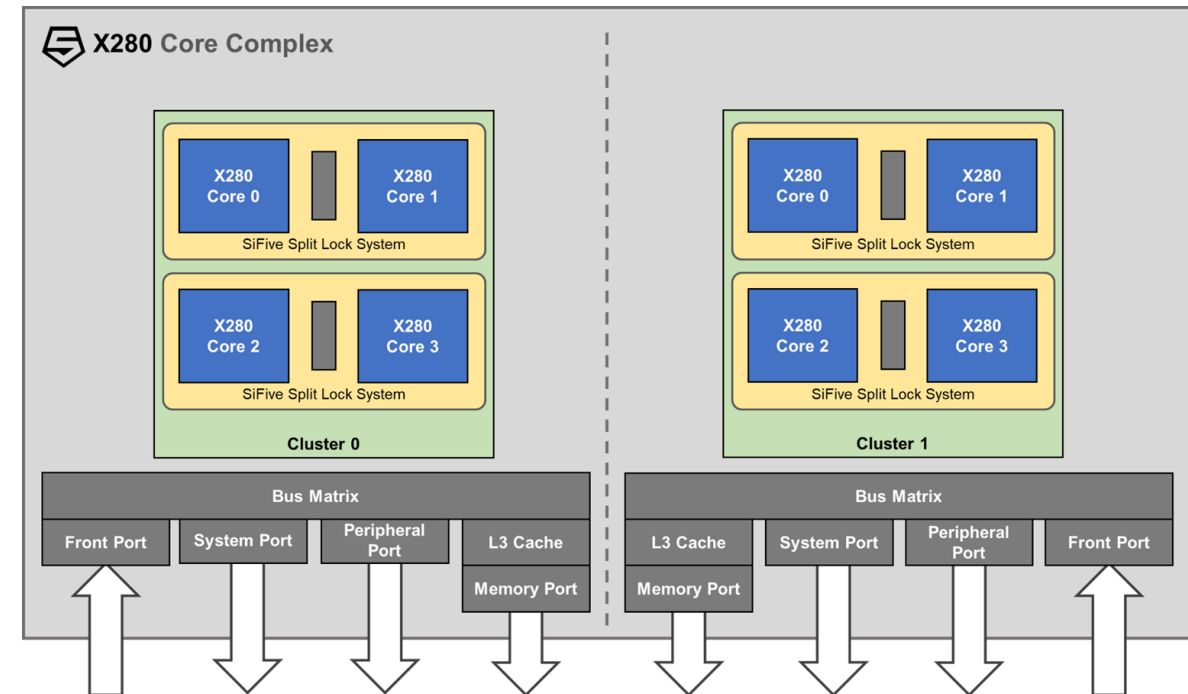 X280 Core Complex
X280
Core 0
X280
Core 1
SiFive Split Lock System
X280
Core 2
X280
Core 3
SiFive Split Lock System
Cluster 0
X280
Core 0
X280
Core 1
SiFive Split Lock System
X280
Core 2
X280
Core 3
SiFive Split Lock System
Cluster 1
Bus Matrix
Front Port
System Port
Peripheral
Port
L3 Cache
Memory Port
Bus Matrix
L3 Cache
Memory Port
System Port
Peripheral
Port
Front Port